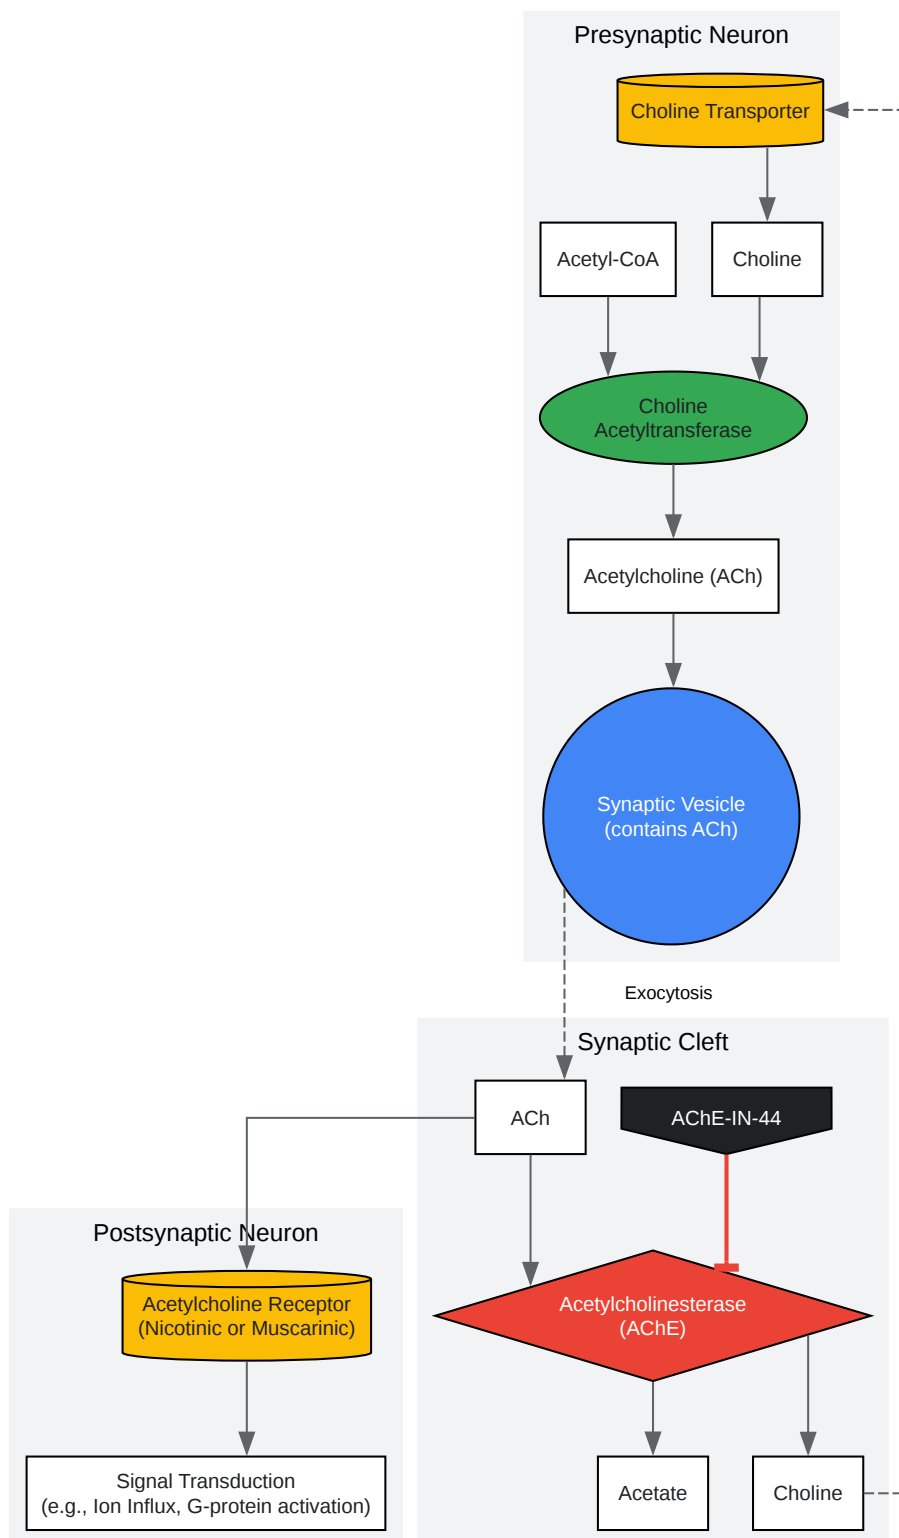 Presynaptic Neuron
Choline Transporter
Acetyl-CoA
Choline
Choline
Acetyltransferase
Acetylcholine (ACh)
Synaptic Vesicle
(contains ACh)
Exocytosis
Synaptic Cleft
ACh
AChE-IN-44
Postsynaptic Neuron
Acetylcholine Receptor
(Nicotinic or Muscarinic)
Acetylcholinesterase
(AChE)
Signal Transduction
(e.g., Ion Influx, G-protein activation)
Acetate
Choline